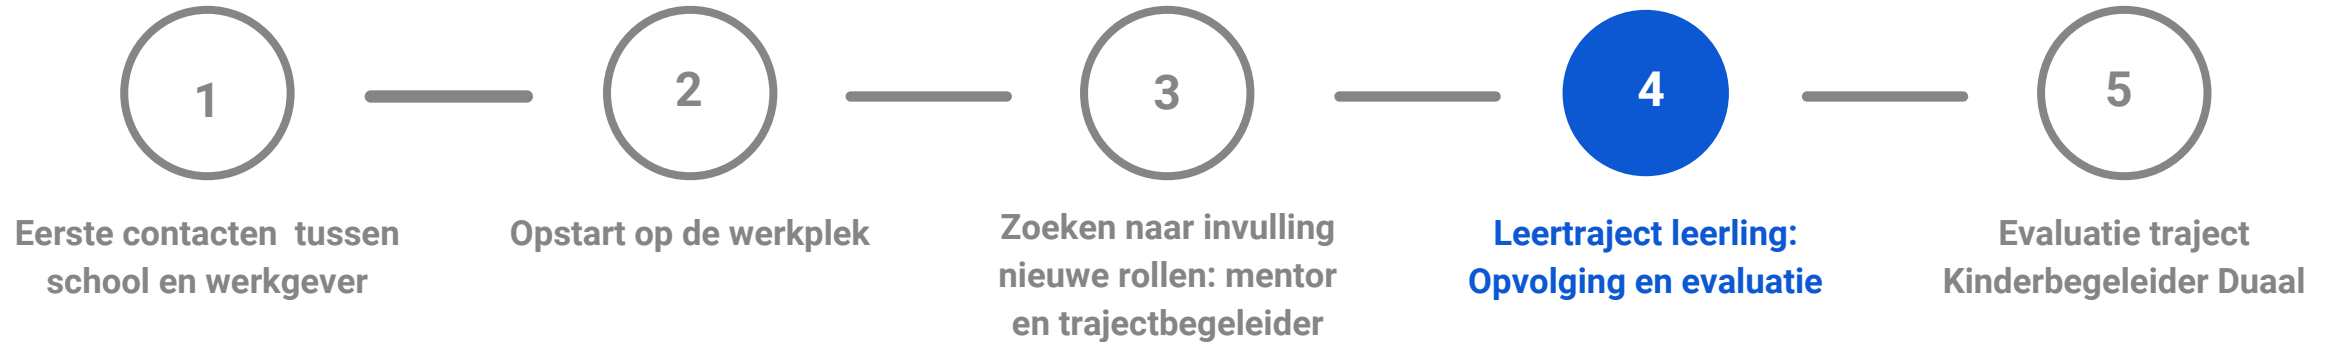 1
2
3
4
5
Eerste contacten tussen
school en werkgever
Opstart op de werkplek
Zoeken naar invulling
nieuwe rollen: mentor
en trajectbegeleider
Leertraject leerling:
Opvolging en evaluatie
Evaluatie traject
Kinderbegeleider Duaal